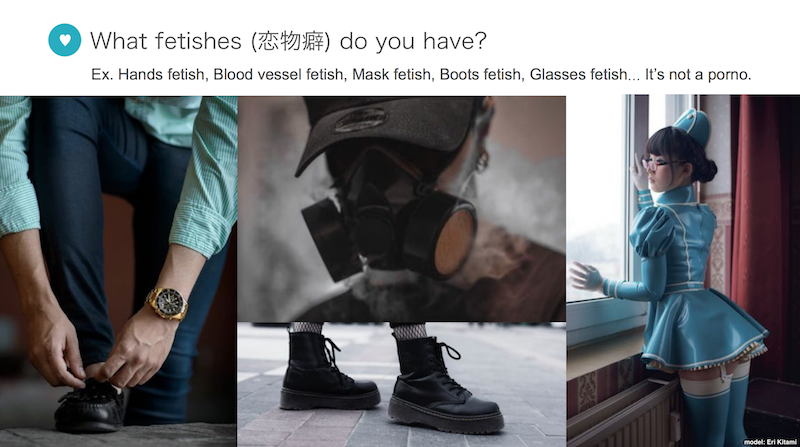 What fetishes (恋物癖) do you have?
Ex. Hands fetish, Blood vessel fetish, Mask fetish, Boots fetish, Glasses fetish... It’s not a porno.
model: Eri Kitami